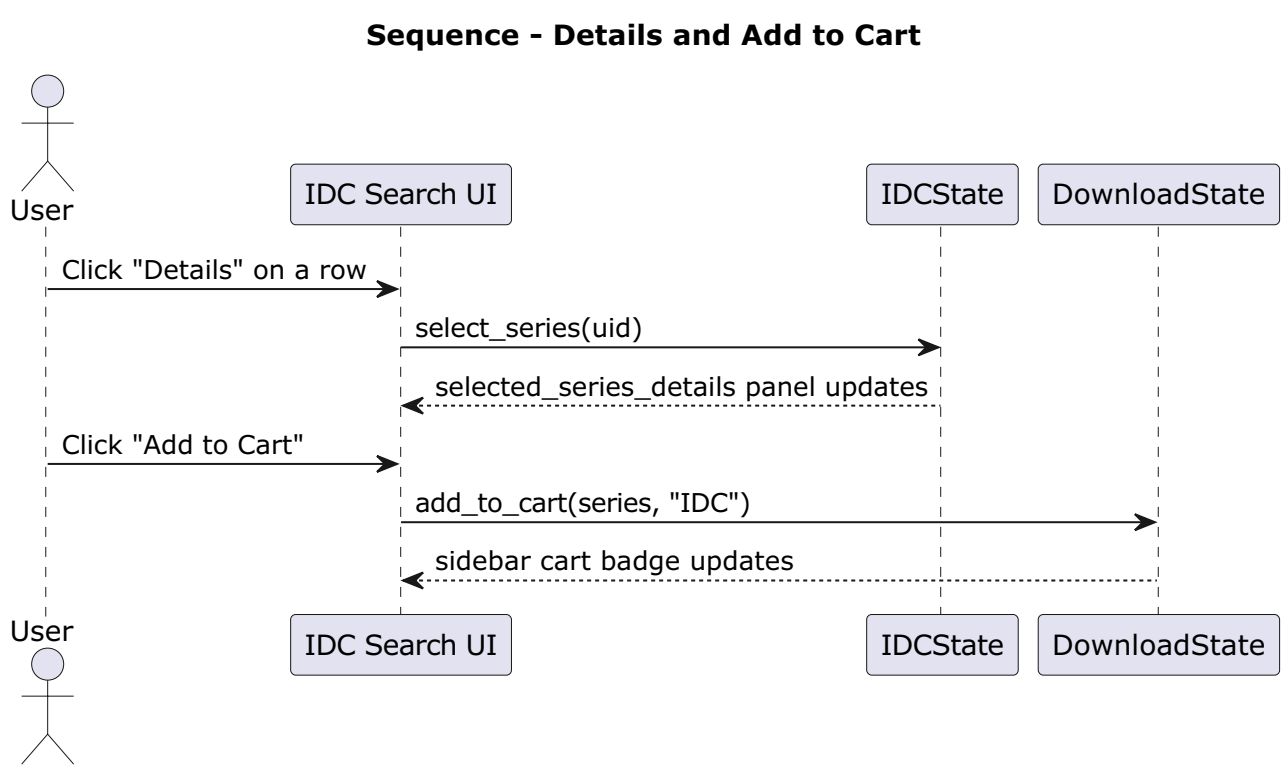 Sequence - Details and Add to Cart
User
IDC Search UI
IDCState
DownloadState
Click "Details" on a row
select_series(uid)
selected_series_details panel updates
Click "Add to Cart"
add_to_cart(series, "IDC")
sidebar cart badge updates
User
IDC Search UI
IDCState
DownloadState